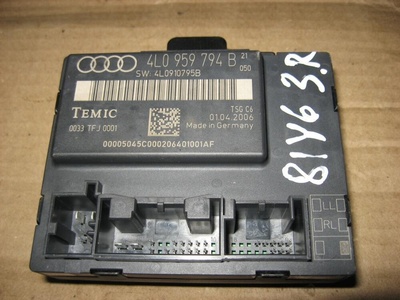 4L0 959 794 B 21
050
SW: 4L0910795B
TEMIC
0033 TFJ 0001
TSG C6
01.04.2006
Made in Germany
00005045C000206401001AF
81Y6 3.R
LL
RL